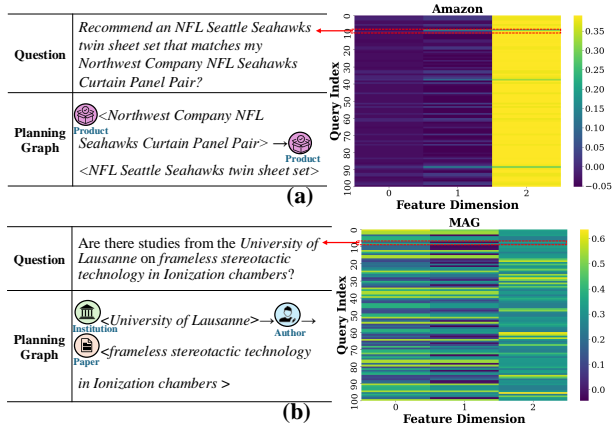 Question
Recommend an NFL Seattle Seahawks
twin sheet set that matches my
Northwest Company NFL Seahawks
Curtain Panel Pair?
Planning
Graph
Product
<Northwest Company NFL
Seahawks Curtain Panel Pair> →
Product
<NFL Seattle Seahawks twin sheet set>
(a)
Amazon
Query Index
0
10
20
30
40
50
60
70
80
90
100
0 1 2
Feature Dimension
0.35
0.30
0.25
0.20
0.15
0.10
0.05
0.00
−0.05
Question
Are there studies from the University of
Lausanne on frameless stereotactic
technology in Ionization chambers?
Planning
Graph
Institution
<University of Lausanne>→
Author
→
Paper
<frameless stereotactic technology
in Ionization chambers >
(b)
MAG
Query Index
0
10
20
30
40
50
60
70
80
90
100
0 1 2
Feature Dimension
0.6
0.5
0.4
0.3
0.2
0.1
0.0